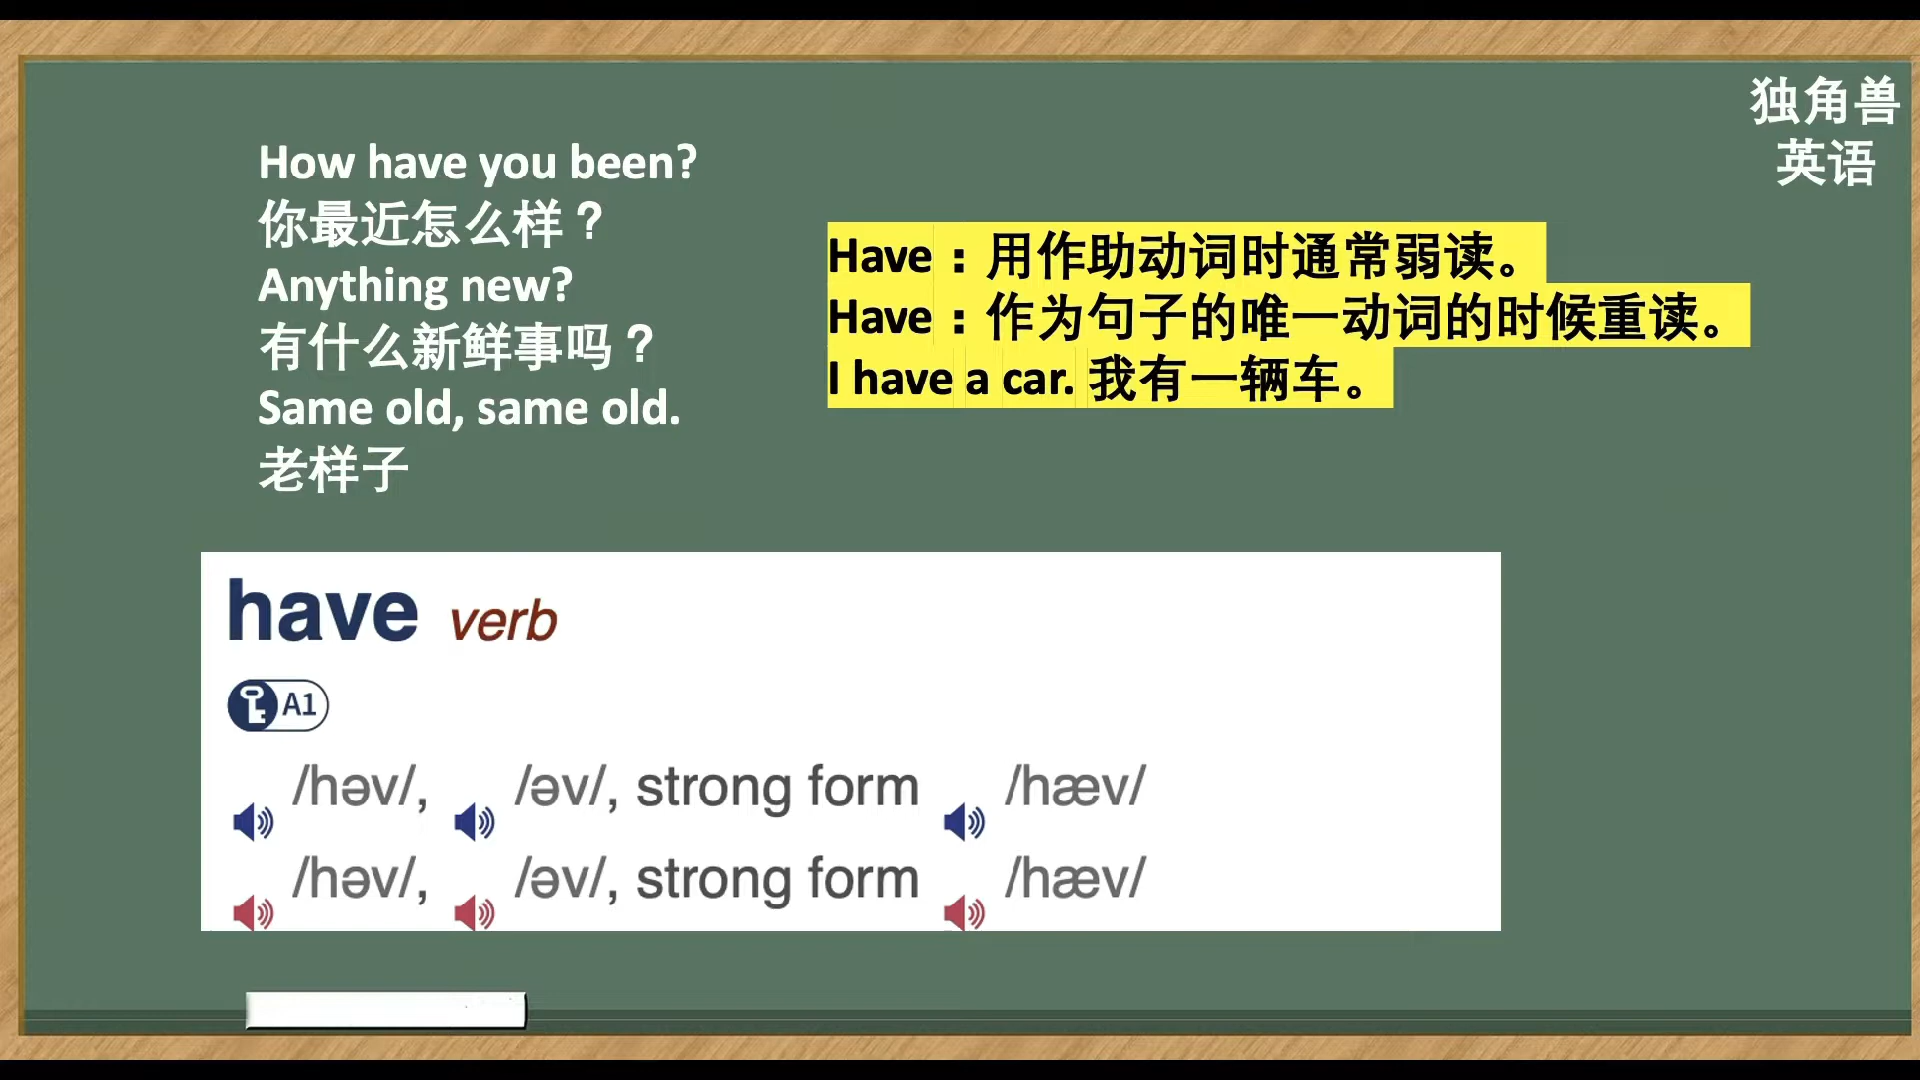 独角兽
英语
How have you been?
你最近怎么样？
Anything new?
有什么新鲜事吗？
Same old, same old.
老样子
Have：用作助动词时通常弱读。
Have：作为句子的唯一动词的时候重读。
I have a car. 我有一辆车。
have verb
A1
/həv/, /əv/, strong form /hæv/
/həv/, /əv/, strong form /hæv/